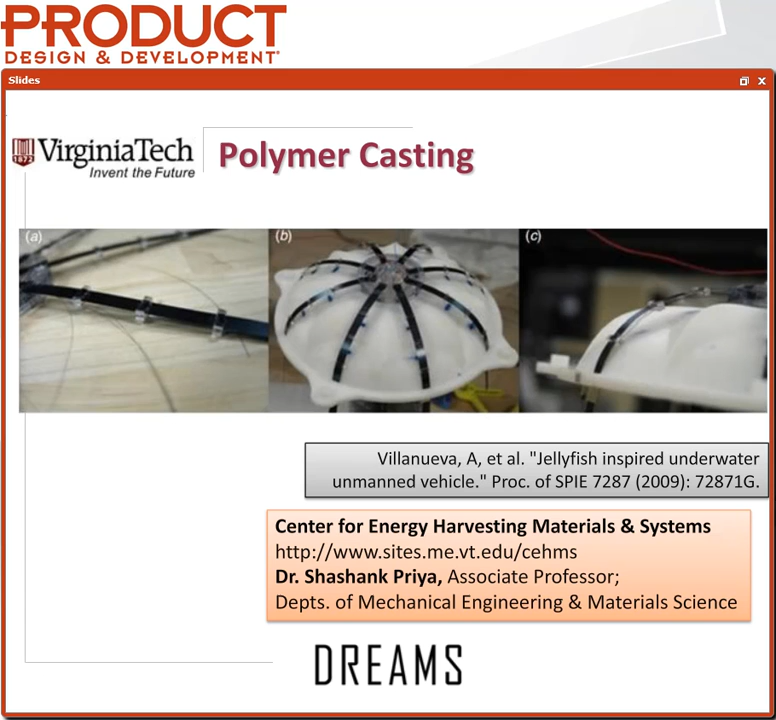 PRODUCT
DESIGN & DEVELOPMENT
Slides
VirginiaTech
1872
Invent the Future
Polymer Casting
(a)
(b)
(c)
Villanueva, A, et al. "Jellyfish inspired underwater
unmanned vehicle." Proc. of SPIE 7287 (2009): 72871G.
Center for Energy Harvesting Materials & Systems
http://www.sites.me.vt.edu/cehms
Dr. Shashank Priya, Associate Professor;
Depts. of Mechanical Engineering & Materials Science
DREAMS